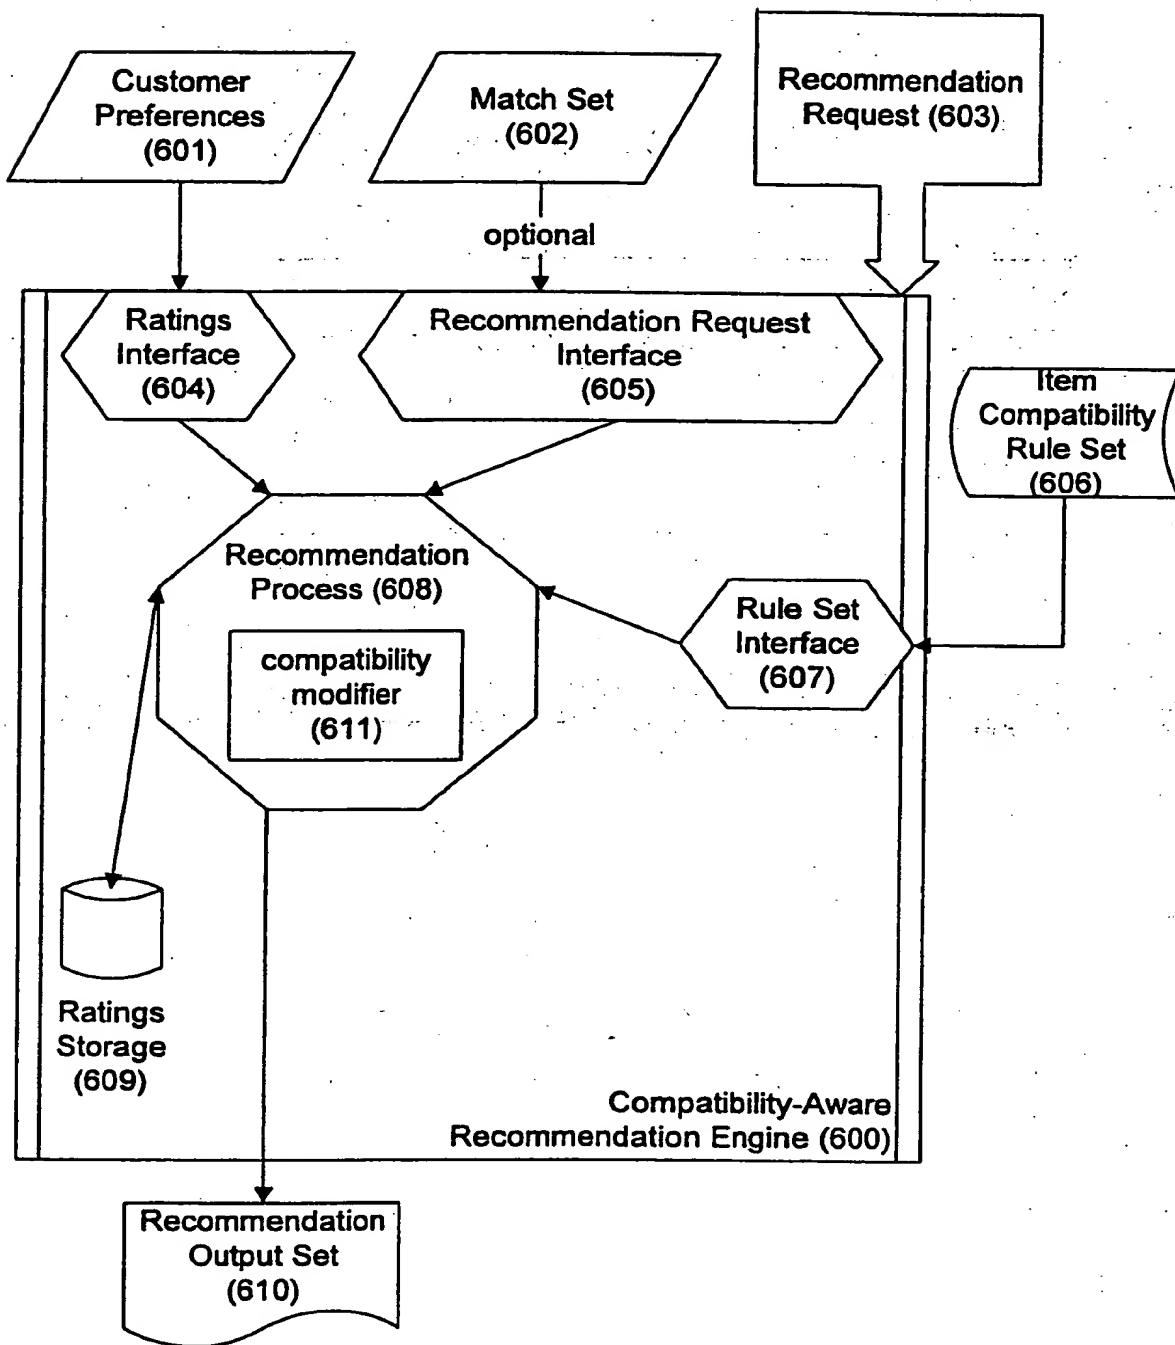 Customer
Preferences
(601)
Match Set
(602)
Recommendation
Request (603)
optional
Ratings
Interface
(604)
Recommendation Request
Interface
(605)
Item
Compatibility
Rule Set
(606)
Recommendation
Process (608)
compatibility
modifier
(611)
Rule Set
Interface
(607)
Ratings
Storage
(609)
Compatibility-Aware
Recommendation Engine (600)
Recommendation
Output Set
(610)